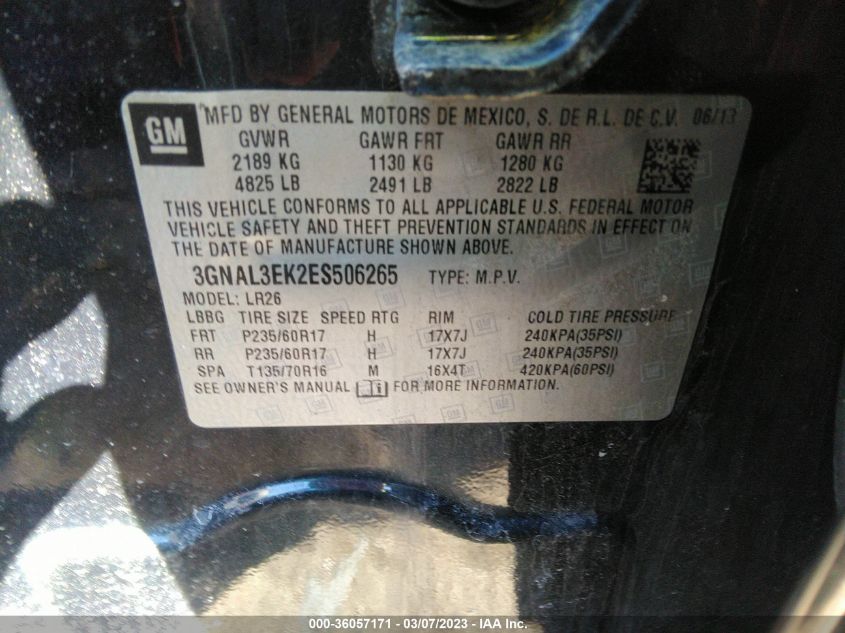 GM
MFD BY GENERAL MOTORS DE MEXICO, S. DE R.L. DE C.V. 06/13
GVWR GAWR FRT GAWR RR
2189 KG 1130 KG 1280 KG
4825 LB 2491 LB 2822 LB
THIS VEHICLE CONFORMS TO ALL APPLICABLE U.S. FEDERAL MOTOR
VEHICLE SAFETY AND THEFT PREVENTION STANDARDS IN EFFECT ON
THE DATE OF MANUFACTURE SHOWN ABOVE.
3GNAL3EK2ES506265 TYPE: M.P.V.
MODEL: LR26
LBBG TIRE SIZE SPEED RTG RIM COLD TIRE PRESSURE
FRT P235/60R17 H 17X7J 240KPA(35PSI)
RR P235/60R17 H 17X7J 240KPA(35PSI)
SPA T135/70R16 M 16X4T 420KPA(60PSI)
SEE OWNER'S MANUAL FOR MORE INFORMATION.
000-36057171 - 03/07/2023 - IAA Inc.